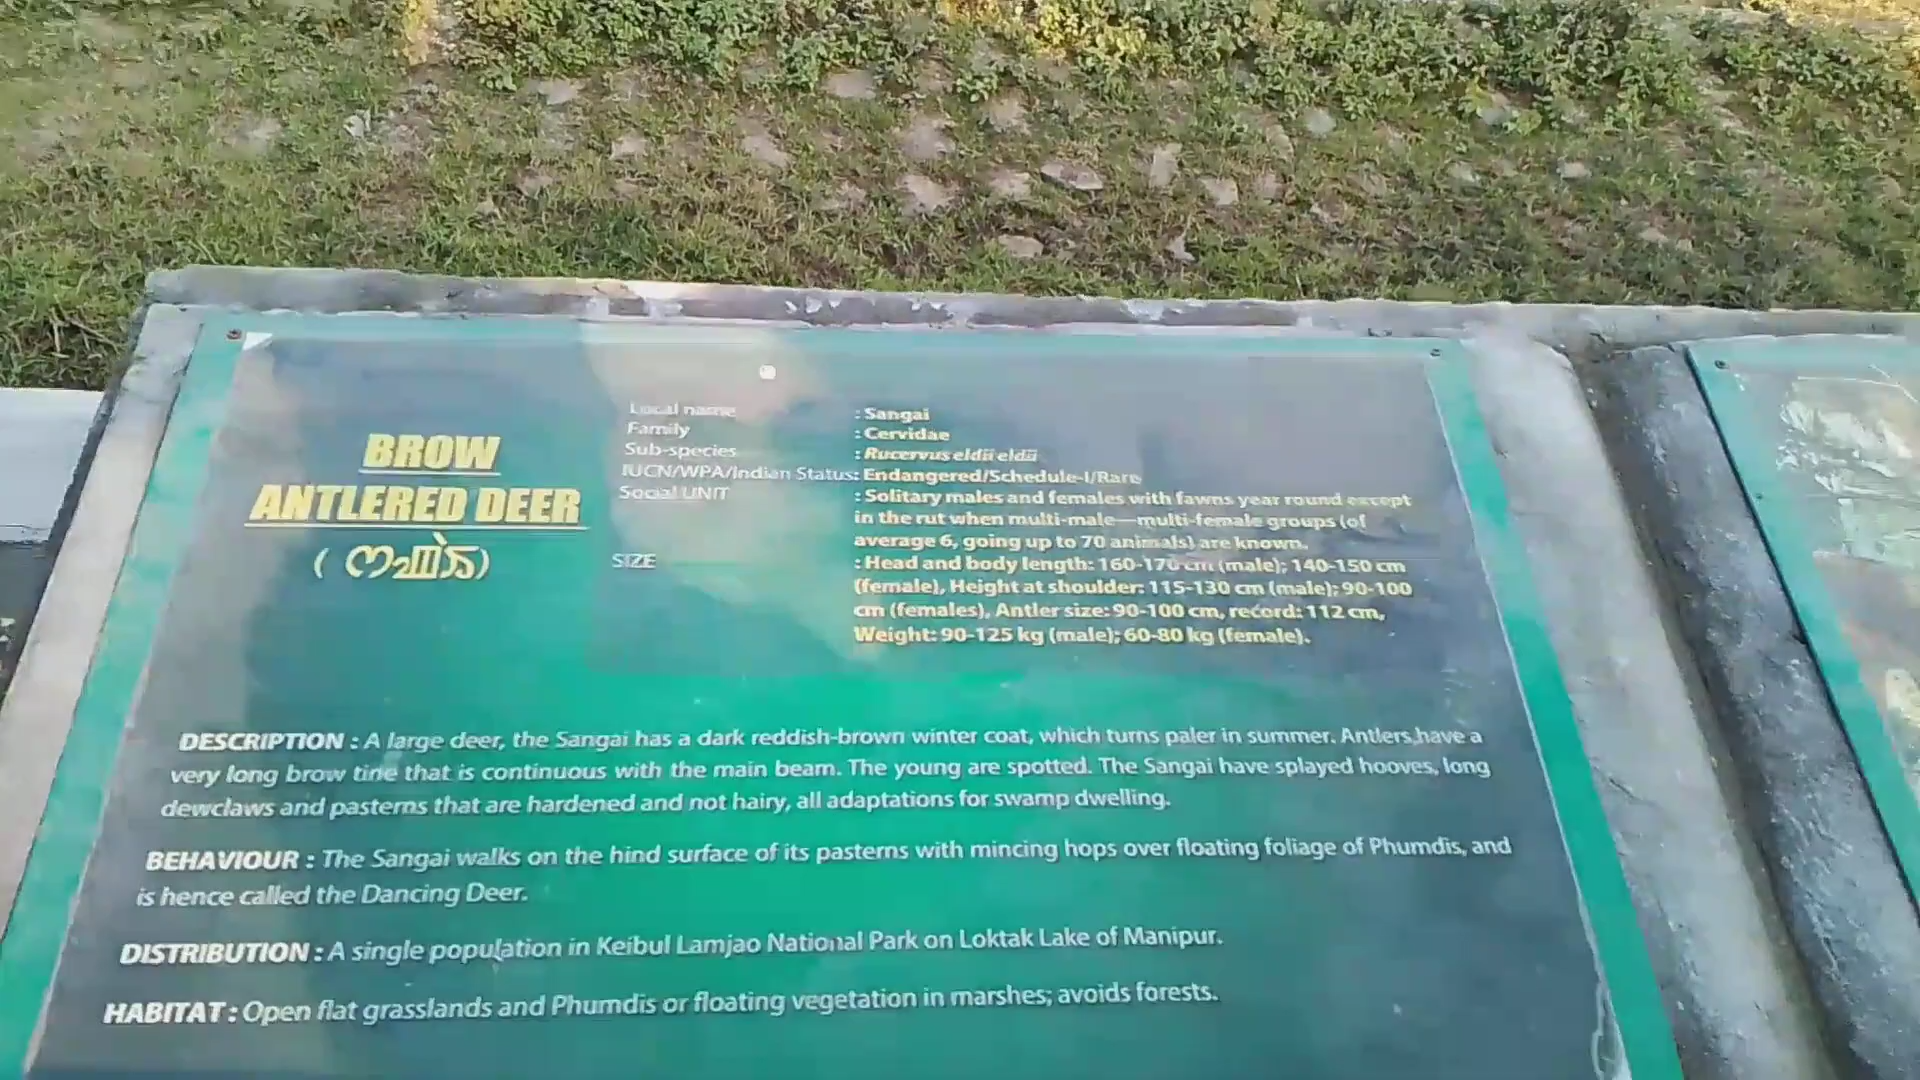 BROW
ANTLERED DEER
Local name : Sangai
Family : Cervidae
Sub-species : Rucervus eldii eldii
IUCN/WPA/Indian Status: Endangered/Schedule-I/Rare
Social UNIT : Solitary males and females with fawns year round except
in the rut when multi-male—multi-female groups (of
average 6, going up to 70 animals) are known.
SIZE : Head and body length: 160-170 cm (male); 140-150 cm
(female), Height at shoulder: 115-130 cm (male); 90-100
cm (females), Antler size: 90-100 cm, record: 112 cm,
Weight: 90-125 kg (male); 60-80 kg (female).
DESCRIPTION : A large deer, the Sangai has a dark reddish-brown winter coat, which turns paler in summer. Antlers have a
very long brow tine that is continuous with the main beam. The young are spotted. The Sangai have splayed hooves, long
dewclaws and pasterns that are hardened and not hairy, all adaptations for swamp dwelling.
BEHAVIOUR : The Sangai walks on the hind surface of its pasterns with mincing hops over floating foliage of Phumdis, and
is hence called the Dancing Deer.
DISTRIBUTION : A single population in Keibul Lamjao National Park on Loktak Lake of Manipur.
HABITAT : Open flat grasslands and Phumdis or floating vegetation in marshes; avoids forests.